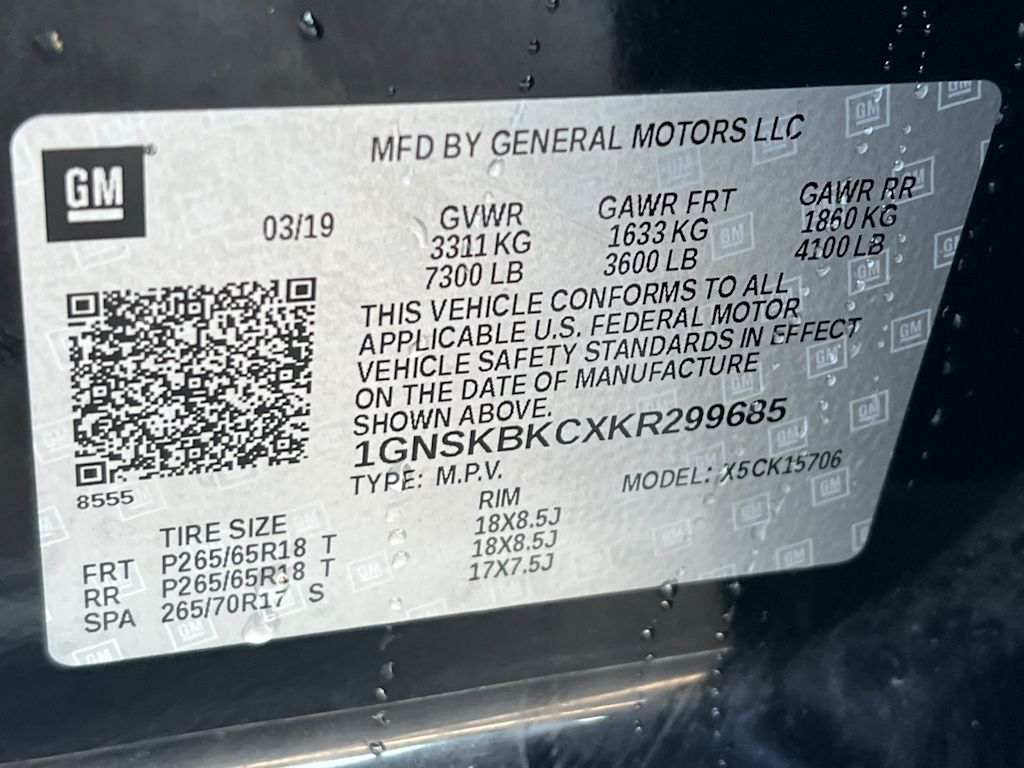 MFD BY GENERAL MOTORS LLC
GM
03/19
GVWR GAWR FRT GAWR RR
3311 KG 1633 KG 1860 KG
7300 LB 3600 LB 4100 LB
THIS VEHICLE CONFORMS TO ALL
APPLICABLE U.S. FEDERAL MOTOR
VEHICLE SAFETY STANDARDS IN EFFECT
ON THE DATE OF MANUFACTURE
SHOWN ABOVE.
1GNSKBKCXKR299685
TYPE: M.P.V. MODEL: X5CK15706
8555
TIRE SIZE RIM
FRT P265/65R18 T 18X8.5J
RR P265/65R18 T 18X8.5J
SPA 265/70R17 S 17X7.5J